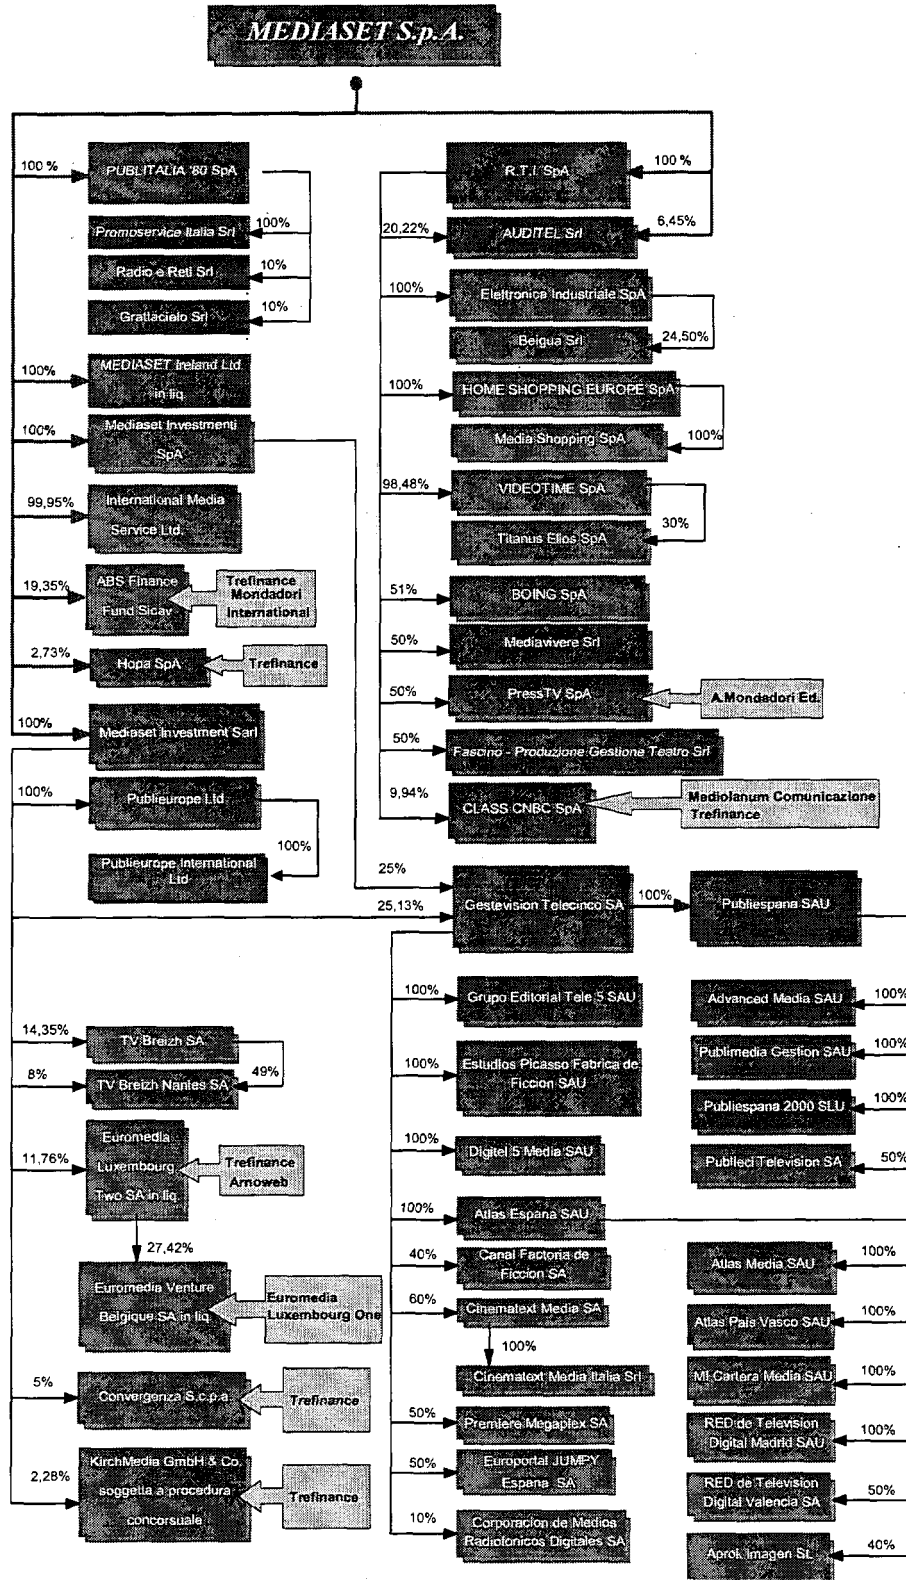 MEDIASET S.p.A.
100 %
PUBLITALIA '80 SpA
100%
Promoservice Italia Srl
10%
Radio e Reti Srl
10%
Grattacielo Srl
100%
MEDIASET Ireland Ltd
in liq.
100%
Mediaset Investimenti
SpA
99,95%
International Media
Service Ltd.
19,35%
ABS Finance
Fund Sicav
Trefinance
Mondadori
International
2,73%
Hopa SpA
Trefinance
100%
Mediaset Investment Sarl
100%
Publieurope Ltd
100%
Publieurope International
Ltd
R.T.I. SpA
100 %
20,22%
AUDITEL Srl
6,45%
100%
Elettronica Industriale SpA
Beigua Srl
24,50%
100%
HOME SHOPPING EUROPE SpA
Media Shopping SpA
100%
98,48%
VIDEOTIME SpA
Titanus Elios SpA
30%
51%
BOING SpA
50%
Mediavivere Srl
50%
PressTV SpA
A.Mondadori Ed.
50%
Fascino - Produzione Gestione Teatro Srl
9,94%
CLASS CNBC SpA
Mediolanum Comunicazione
Trefinance
25%
25,13%
Gestevision Telecinco SA
100%
Publiespana SAU
14,35%
TV Breizh SA
8%
TV Breizh Nantes SA
49%
11,76%
Euromedia
Luxembourg
Two SA in liq.
Trefinance
Arnoweb
27,42%
Euromedia Venture
Belgique SA in liq.
Euromedia
Luxembourg One
5%
Convergenza S.c.p.a.
Trefinance
2,28%
KirchMedia GmbH & Co.
soggetta a procedura
concorsuale
Trefinance
100%
Grupo Editorial Tele 5 SAU
100%
Estudios Picasso Fabrica de
Ficcion SAU
100%
Digitel 5 Media SAU
100%
Atlas Espana SAU
40%
Canal Factoria de
Ficcion SA
60%
Cinematext Media SA
100%
Cinematext Media Italia Srl
50%
Premiere Megaplex SA
50%
Europortal JUMPY
Espana SA
10%
Corporacion de Medios
Radiofonicos Digitales SA
Advanced Media SAU
100%
Publimedia Gestion SAU
100%
Publiespana 2000 SLU
100%
Publieci Television SA
50%
Atlas Media SAU
100%
Atlas Pais Vasco SAU
100%
MI Cartera Media SAU
100%
RED de Television
Digital Madrid SAU
100%
RED de Television
Digital Valencia SA
50%
Aprok Imagen SL
40%